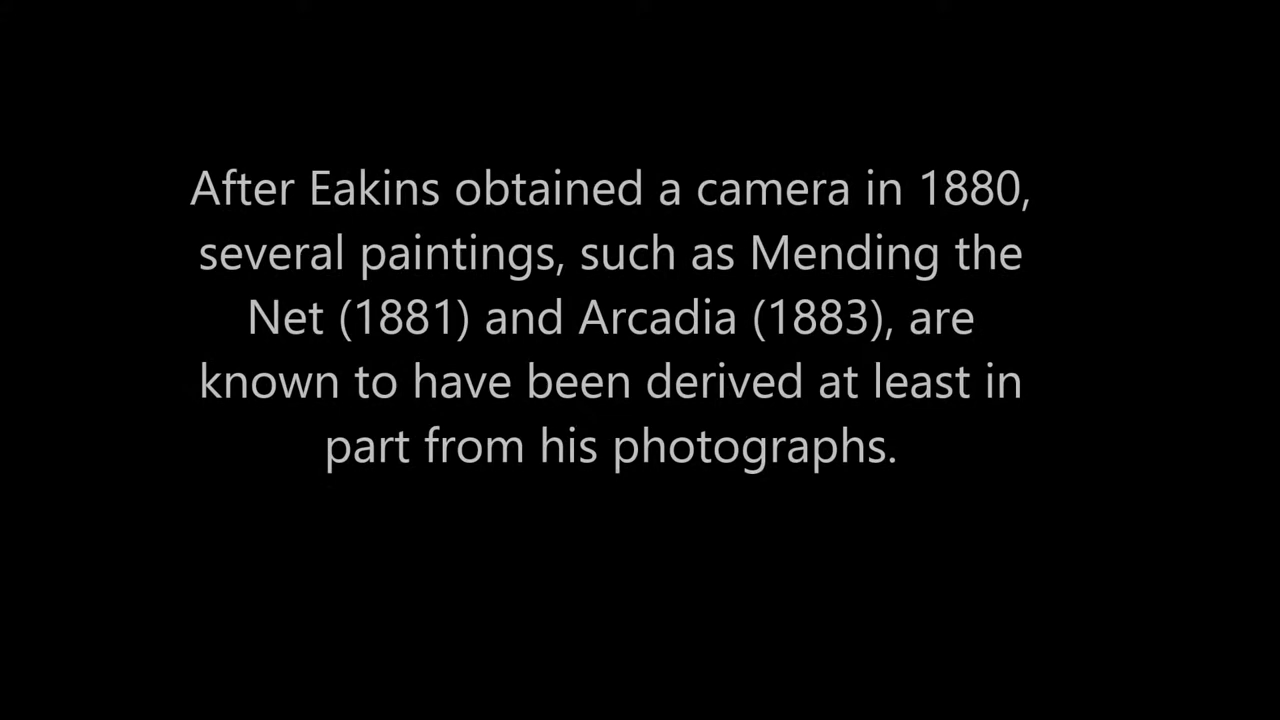 After Eakins obtained a camera in 1880,
several paintings, such as Mending the
Net (1881) and Arcadia (1883), are
known to have been derived at least in
part from his photographs.